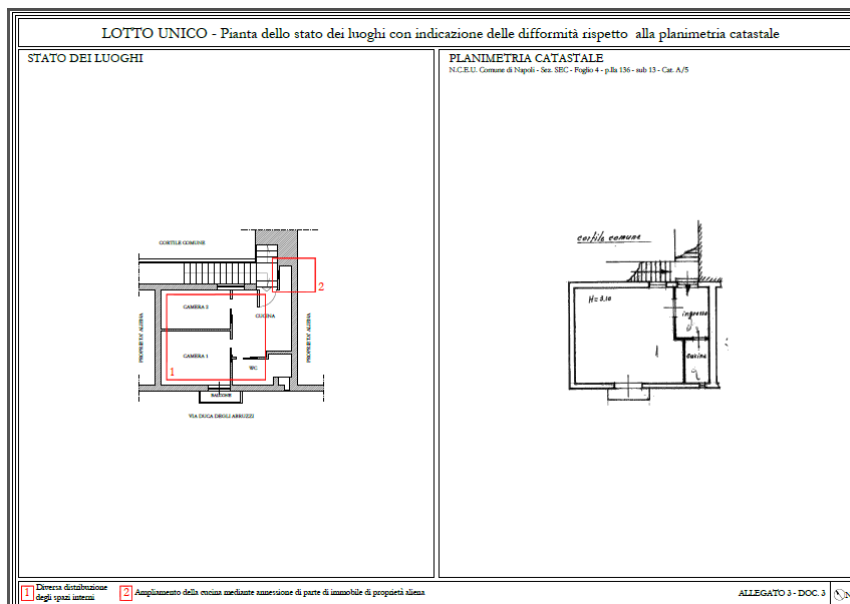 LOTTO UNICO - Pianta dello stato dei luoghi con indicazione delle difformità rispetto alla planimetria catastale
STATO DEI LUOGHI
CORTILE COMUNE
2
CAMERA 2
CUCINA
PROPRIETA' ALIENA
PROPRIETA' ALIENA
CAMERA 1
1
WC
BALCONE
VIA DUCA DEGLI ABRUZZI
PLANIMETRIA CATASTALE
N.C.E.U. Comune di Napoli - Sez. SEC - Foglio 4 - p.lla 136 - sub 13 - Cat. A/5
cortile comune
H= 3,10
ingresso
1
cucina
1 Diversa distribuzione
degli spazi interni
2 Ampliamento della cucina mediante annessione di parte di immobile di proprietà aliena
ALLEGATO 3 - DOC. 3
N